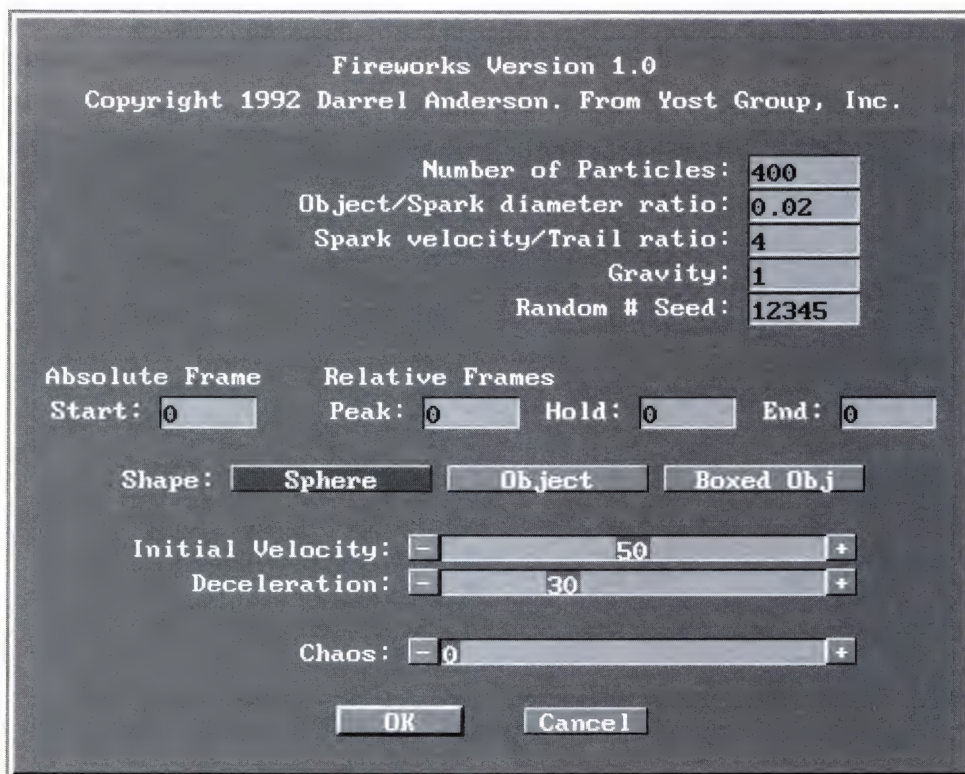 Fireworks Version 1.0
Copyright 1992 Darrel Anderson. From Yost Group, Inc.
Number of Particles: 400
Object/Spark diameter ratio: 0.02
Spark velocity/Trail ratio: 4
Gravity: 1
Random # Seed: 12345
Absolute Frame Relative Frames
Start: 0 Peak: 0 Hold: 0 End: 0
Shape: Sphere Object Boxed Obj
Initial Velocity: - 50 +
Deceleration: - 30 +
Chaos: - 0 +
OK Cancel